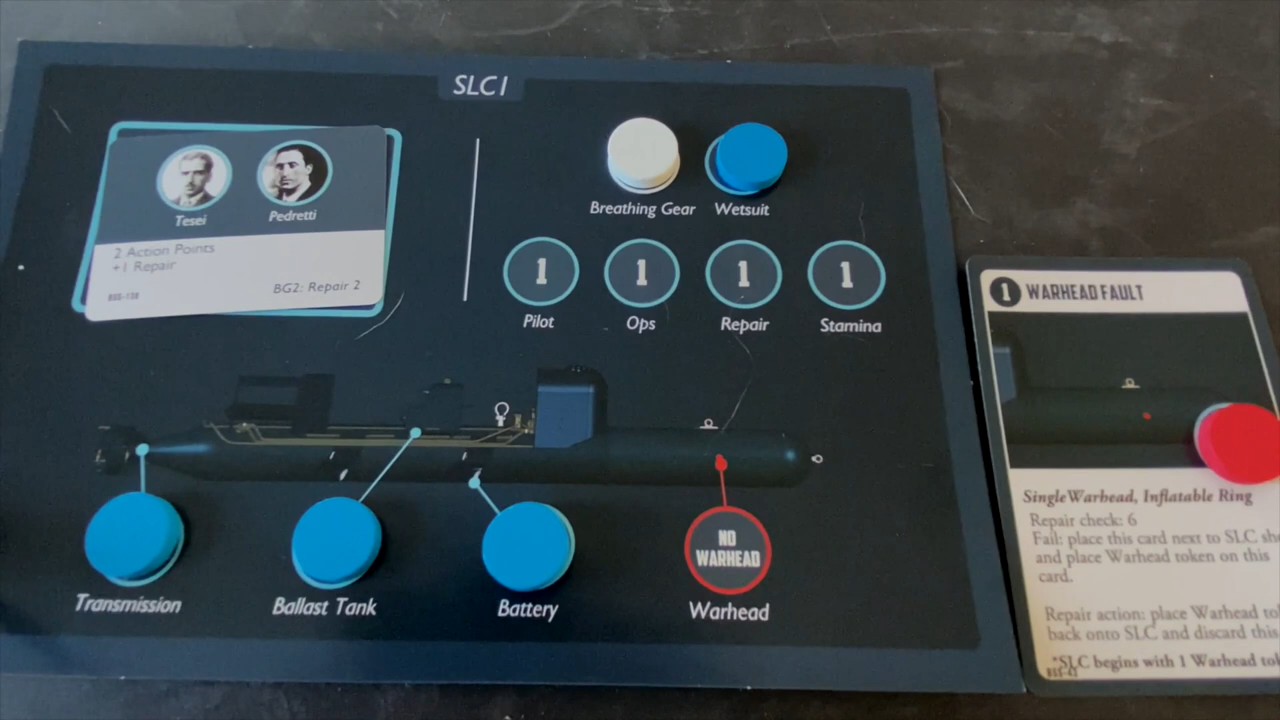 SLC1
Tesei
Pedretti
2 Action Points
+1 Repair
BG2: Repair 2
Breathing Gear
Wetsuit
1
1
1
1
Pilot
Ops
Repair
Stamina
Transmission
Ballast Tank
Battery
NO
WARHEAD
Warhead
1 WARHEAD FAULT
Single Warhead, Inflatable Ring
Repair check: 6
Fail: place this card next to SLC
and place Warhead token on this
card.
Repair action: place Warhead
back onto SLC and discard this
*SLC begins with 1 Warhead